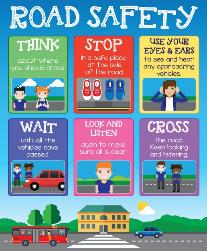 ROAD SAFETY
THINK
about where
you should cross
STOP
in a safe place
at the side
of the road
USE YOUR
EYES & EARS
to see and hear
any approaching
vehicles.
WAIT
until all the
vehicles have
passed
LOOK AND
LISTEN
again to make
sure all is clear
CROSS
the road.
Keep looking
and listening.